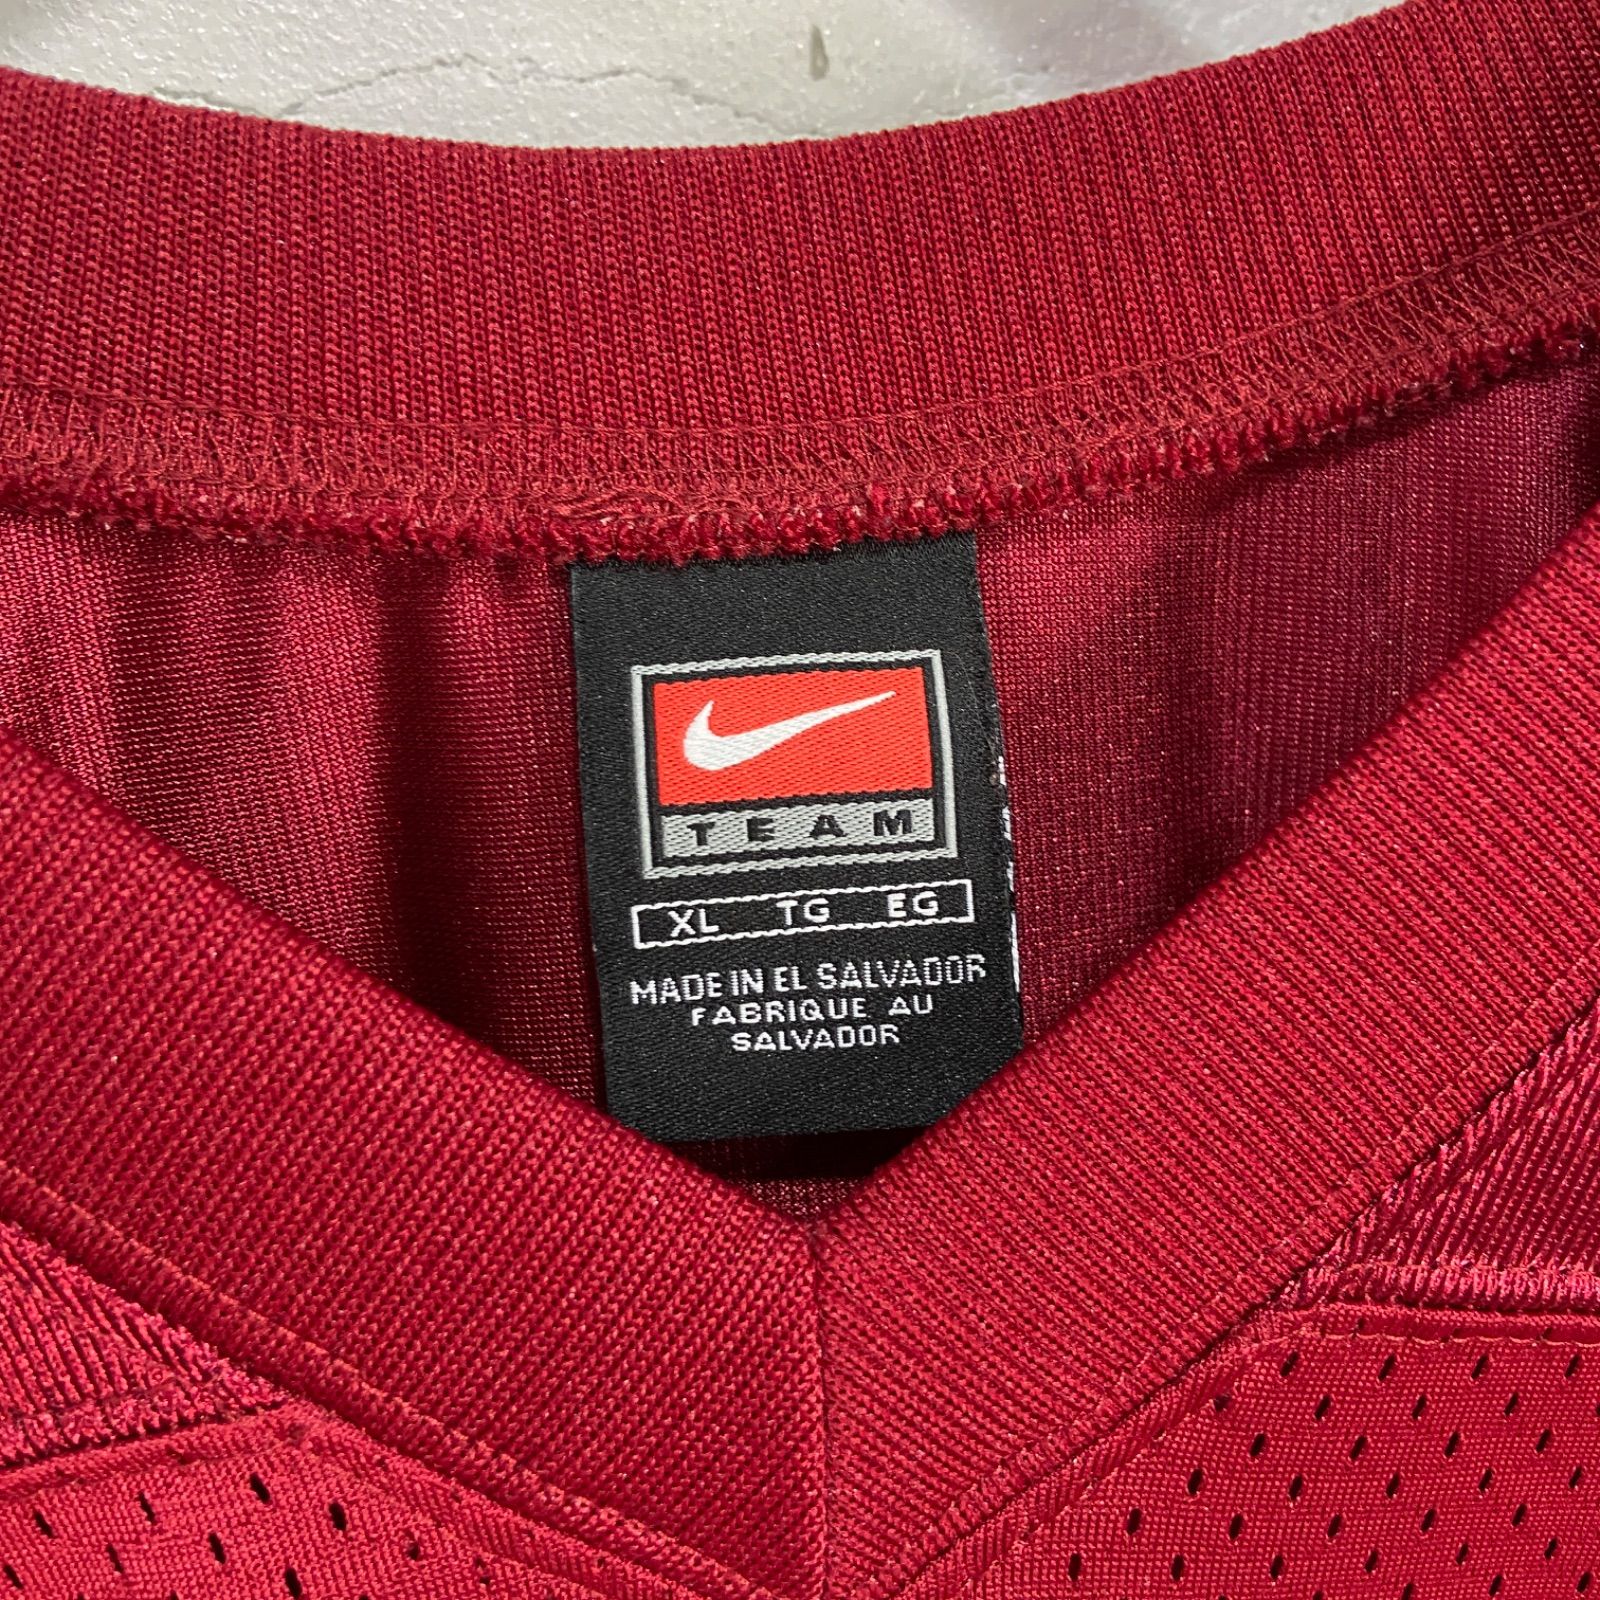 TEAM
XL TG EG
MADE IN EL SALVADOR
FABRIQUE AU
SALVADOR